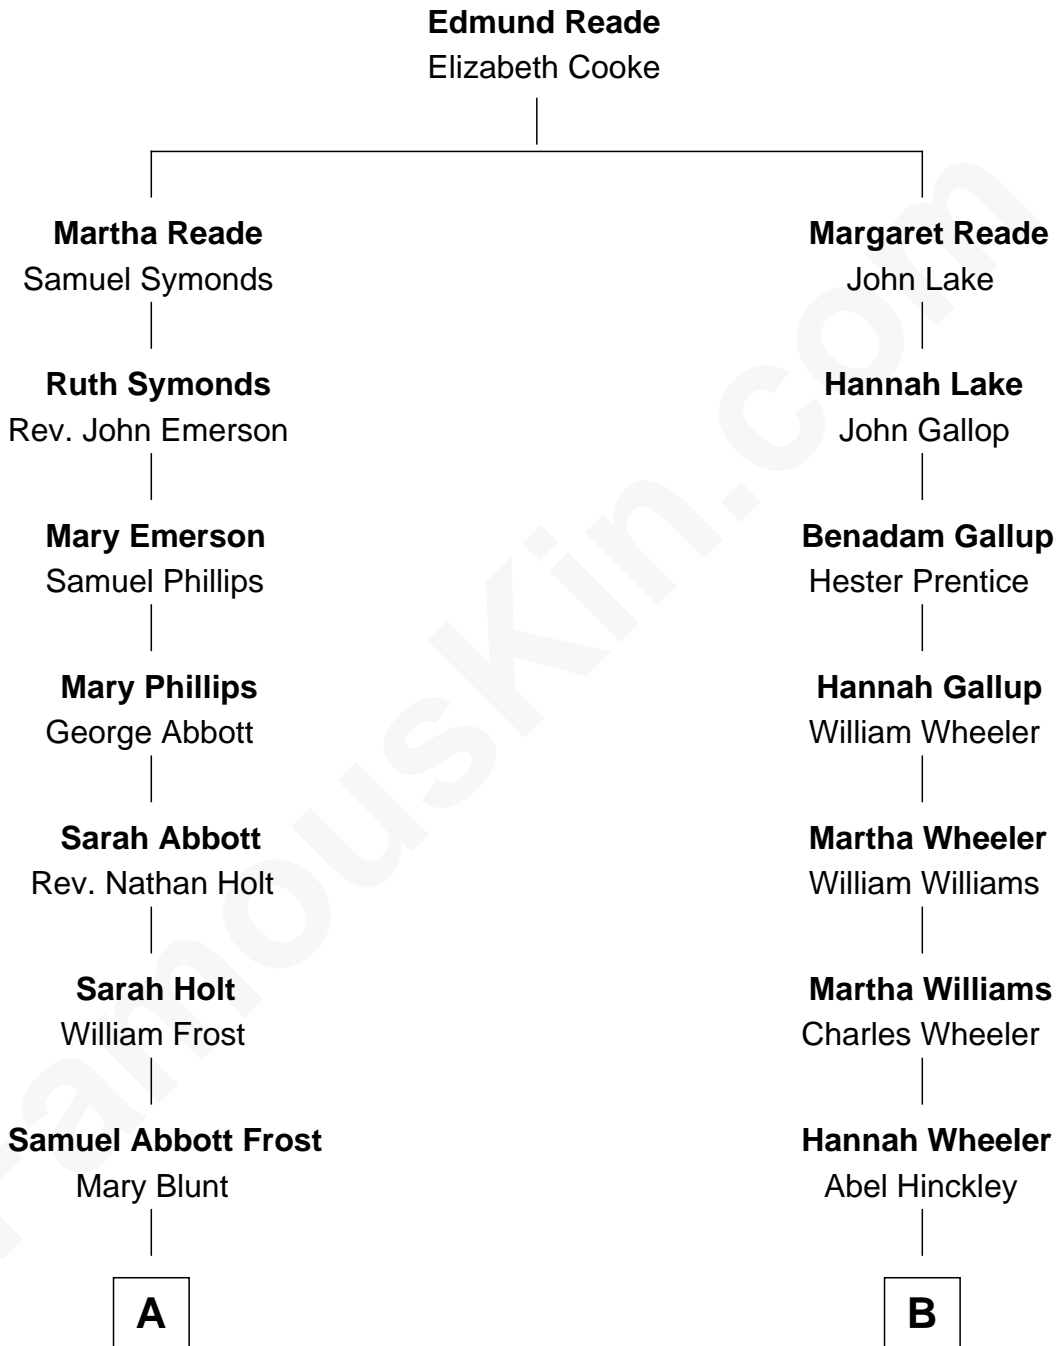 Edmund Reade
Elizabeth Cooke
Martha Reade
Samuel Symonds
Margaret Reade
John Lake
Ruth Symonds
Rev. John Emerson
Hannah Lake
John Gallop
Mary Emerson
Samuel Phillips
Benadam Gallup
Hester Prentice
Mary Phillips
George Abbott
Hannah Gallup
William Wheeler
Sarah Abbott
Rev. Nathan Holt
Martha Wheeler
William Williams
Sarah Holt
William Frost
Martha Williams
Charles Wheeler
Samuel Abbott Frost
Mary Blunt
Hannah Wheeler
Abel Hinckley
A
B
FamousKin.com